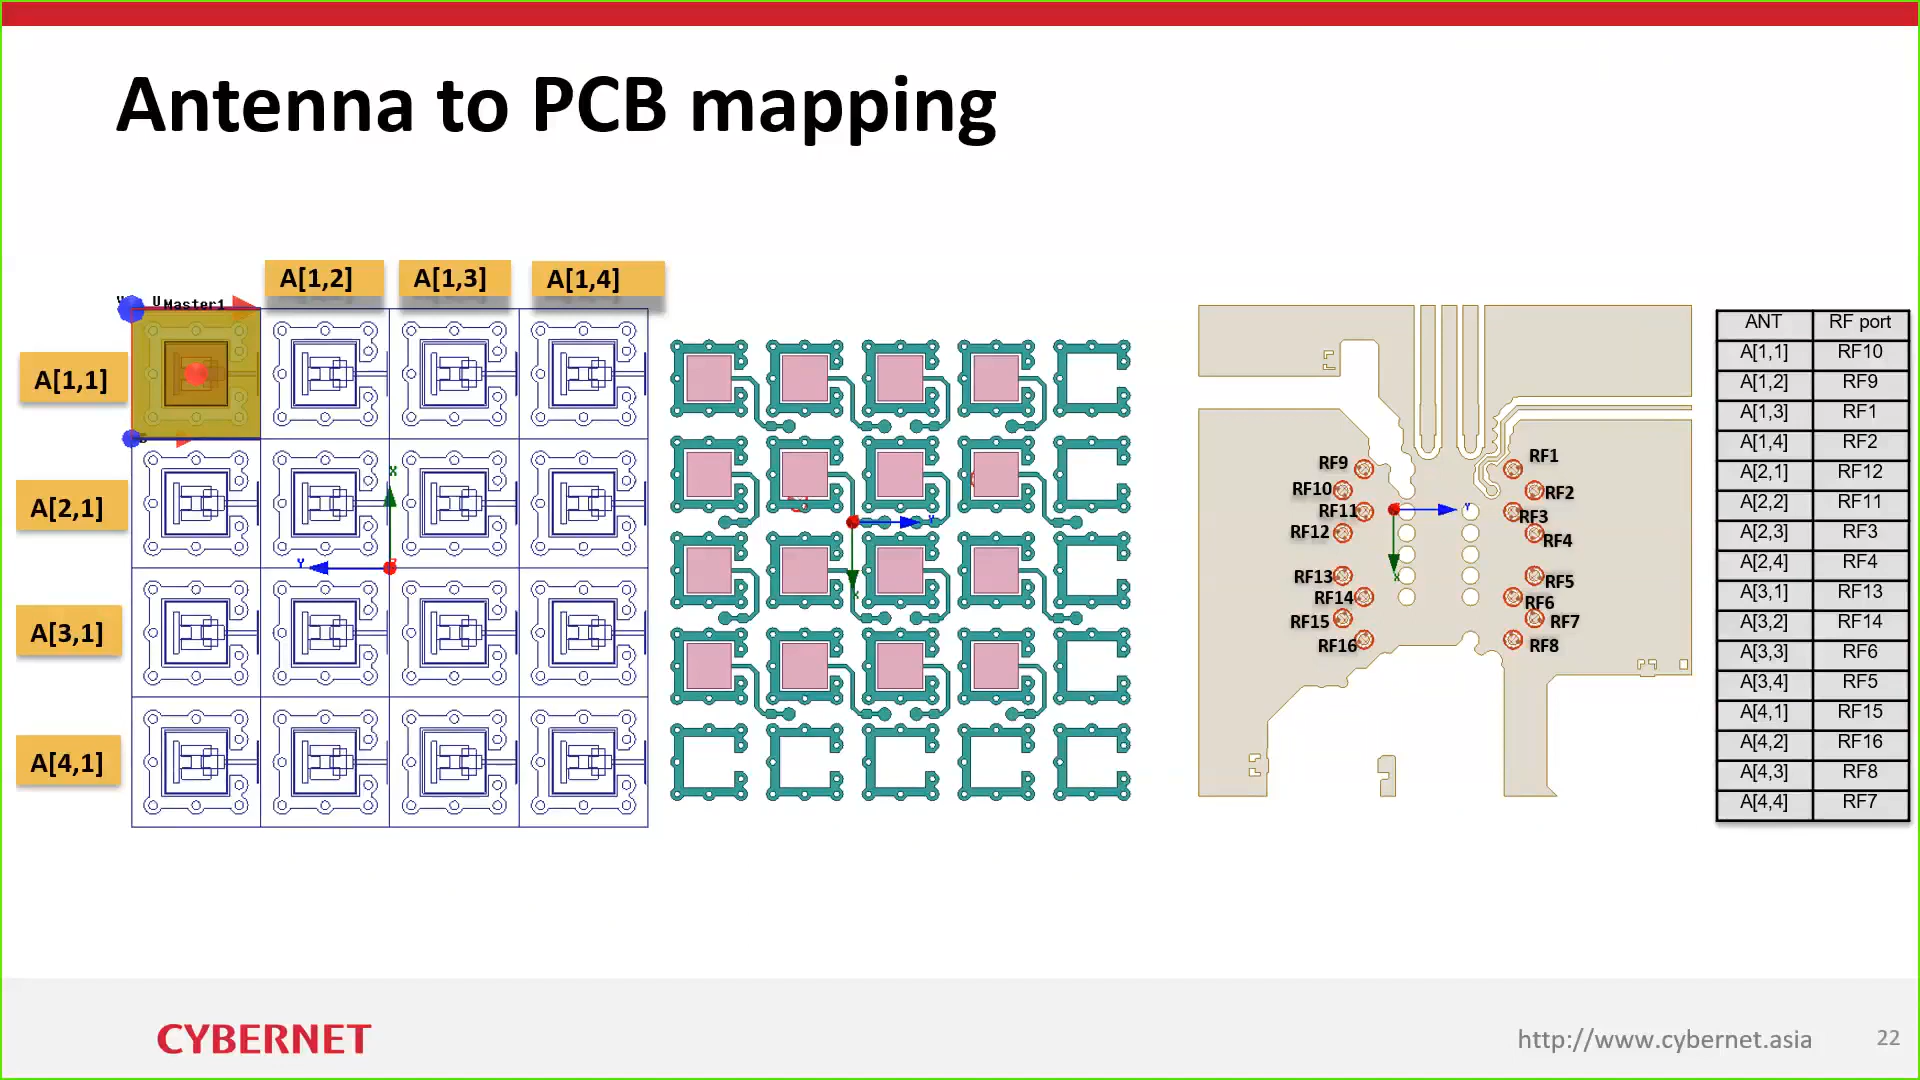 Antenna to PCB mapping
A[1,2] A[1,3] A[1,4]
U Master1
A[1,1]
A[2,1]
A[3,1]
A[4,1]
X
Y
Y
X
RF9 RF1
RF10 RF2
RF11 RF3
RF12 RF4
RF13 RF5
RF14 RF6
RF15 RF7
RF16 RF8
Y
X
ANT RF port
A[1,1] RF10
A[1,2] RF9
A[1,3] RF1
A[1,4] RF2
A[2,1] RF12
A[2,2] RF11
A[2,3] RF3
A[2,4] RF4
A[3,1] RF13
A[3,2] RF14
A[3,3] RF6
A[3,4] RF5
A[4,1] RF15
A[4,2] RF16
A[4,3] RF8
A[4,4] RF7
CYBERNET
http://www.cybernet.asia 22